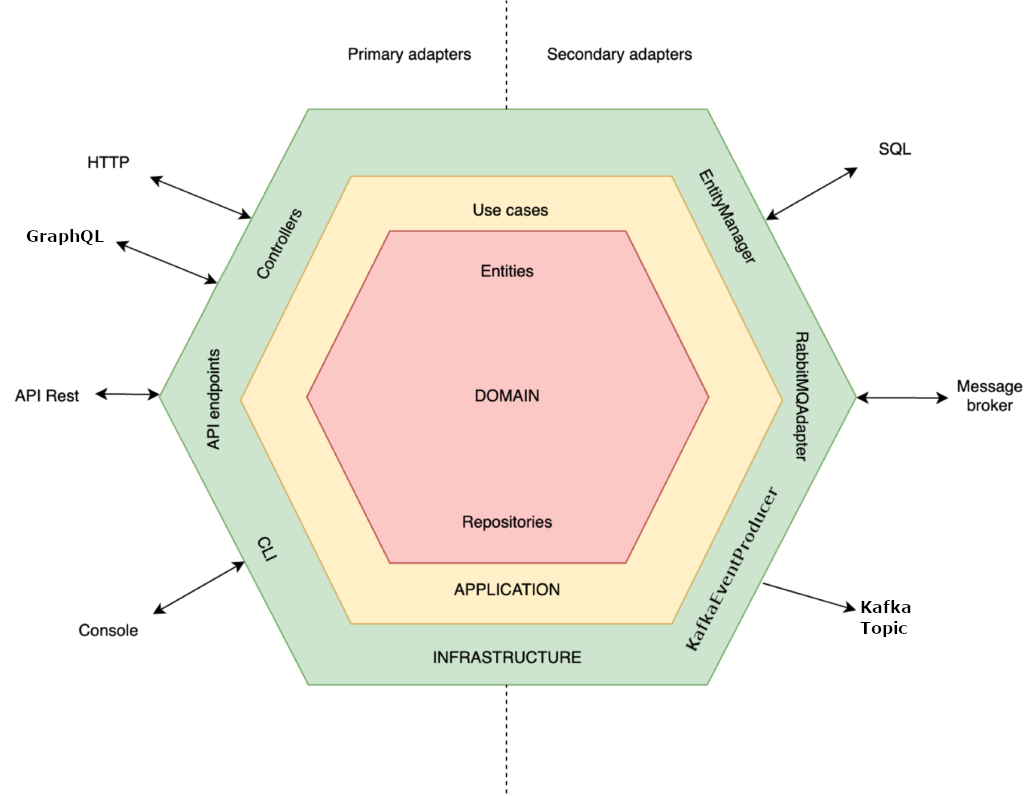 Primary adapters
Secondary adapters
HTTP
SQL
GraphQL
Controllers
EntityManager
Use cases
Entities
API Rest
API endpoints
DOMAIN
RabbitMQAdapter
Message
broker
Repositories
CLI
KafkaEventProducer
APPLICATION
Console
Kafka
Topic
INFRASTRUCTURE